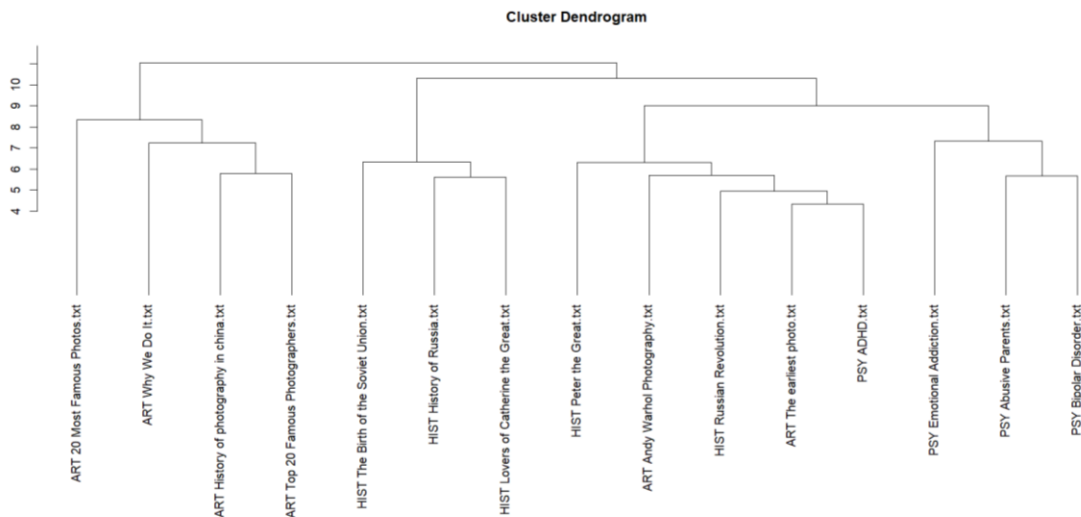 Cluster Dendrogram
10
9
8
7
6
5
4
ART 20 Most Famous Photos.txt
ART Why We Do It.txt
ART History of photography in china.txt
ART Top 20 Famous Photographers.txt
HIST The Birth of the Soviet Union.txt
HIST History of Russia.txt
HIST Lovers of Catherine the Great.txt
HIST Peter the Great.txt
ART Andy Warhol Photography.txt
HIST Russian Revolution.txt
ART The earliest photo.txt
PSY ADHD.txt
PSY Emotional Addiction.txt
PSY Abusive Parents.txt
PSY Bipolar Disorder.txt